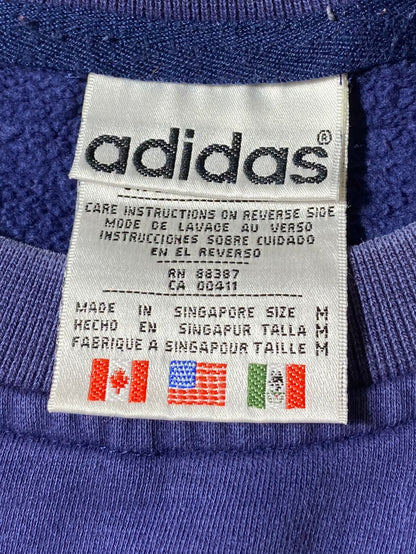 adidas®
CARE INSTRUCTIONS ON REVERSE SIDE
MODE DE LAVAGE AU VERSO
INSTRUCCIONES SOBRE CUIDADO
EN EL REVERSO
RN 88387
CA 00411
MADE IN SINGAPORE SIZE M
HECHO EN SINGAPUR TALLA M
FABRIQUE A SINGAPOUR TAILLE M